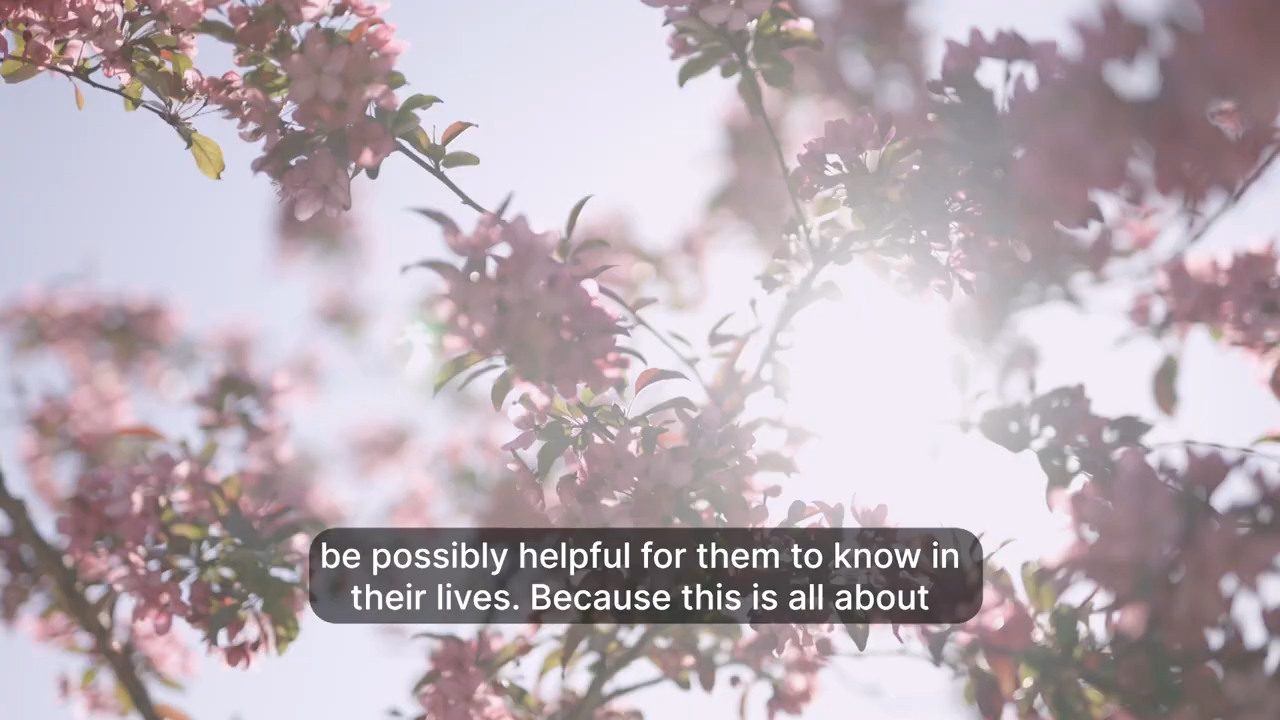 be possibly helpful for them to know in
their lives. Because this is all about